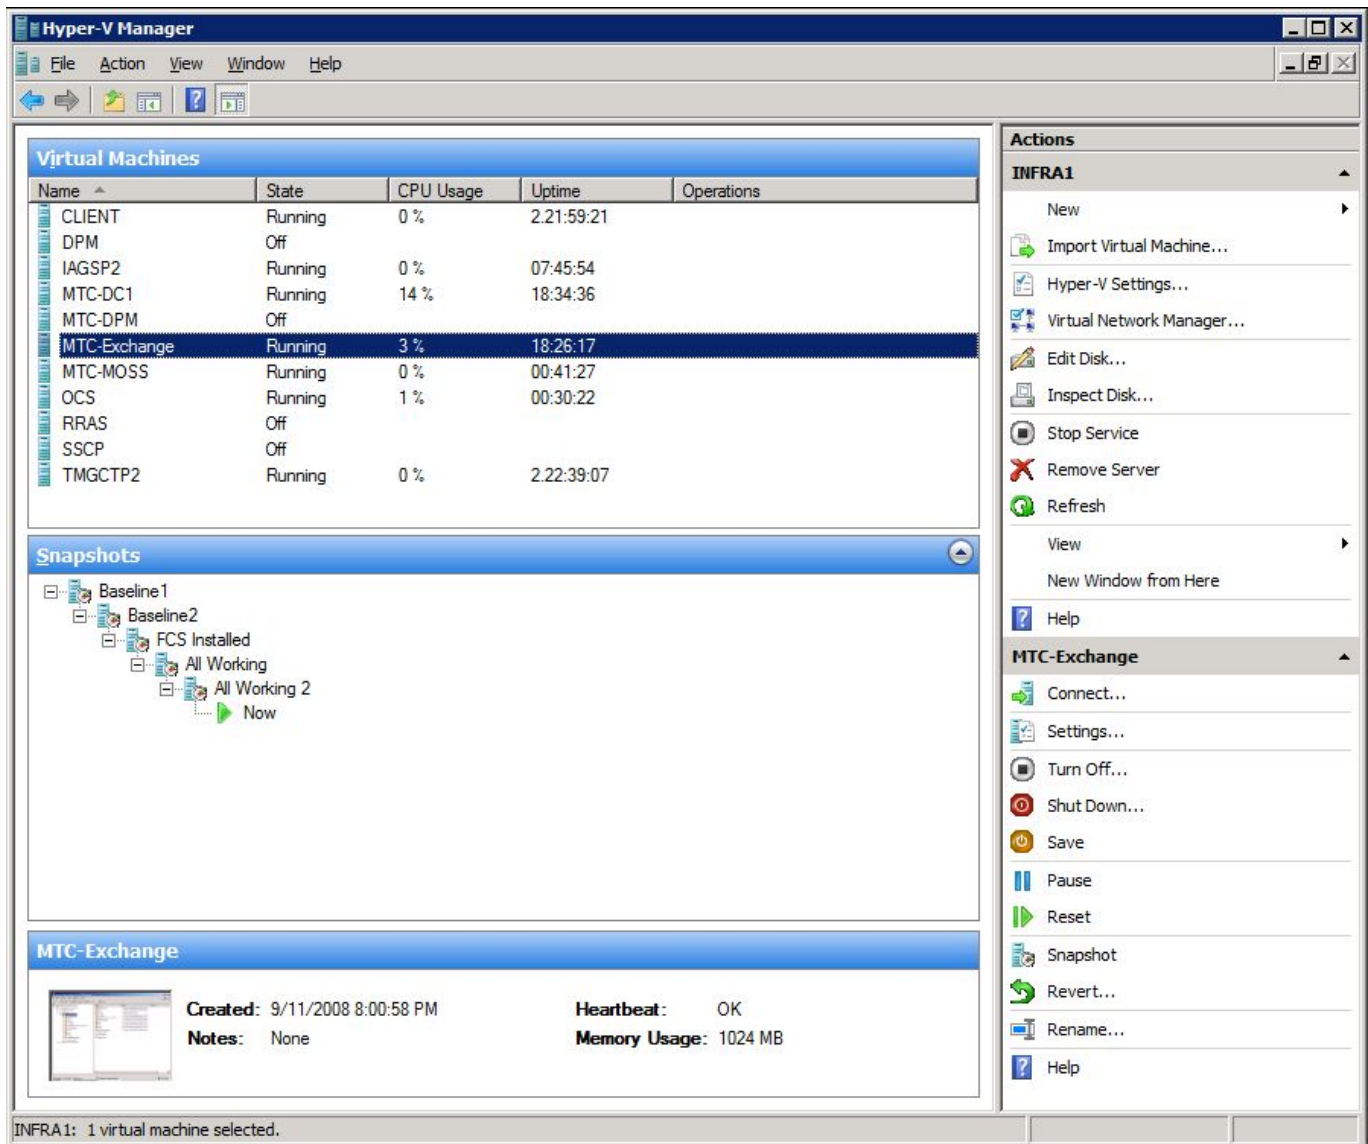 Hyper-V Manager
File Action View Window Help
Virtual Machines
Name State CPU Usage Uptime Operations
CLIENT Running 0 % 2.21:59:21
DPM Off
IAGSP2 Running 0 % 07:45:54
MTC-DC1 Running 14 % 18:34:36
MTC-DPM Off
MTC-Exchange Running 3 % 18:26:17
MTC-MOSS Running 0 % 00:41:27
OCS Running 1 % 00:30:22
RRAS Off
SSCP Off
TMGCTP2 Running 0 % 2.22:39:07
Snapshots
Baseline1
Baseline2
FCS Installed
All Working
All Working 2
Now
MTC-Exchange
Created: 9/11/2008 8:00:58 PM Heartbeat: OK
Notes: None Memory Usage: 1024 MB
Actions
INFRA1
New
Import Virtual Machine...
Hyper-V Settings...
Virtual Network Manager...
Edit Disk...
Inspect Disk...
Stop Service
Remove Server
Refresh
View
New Window from Here
Help
MTC-Exchange
Connect...
Settings...
Turn Off...
Shut Down...
Save
Pause
Reset
Snapshot
Revert...
Rename...
Help
INFRA1: 1 virtual machine selected.